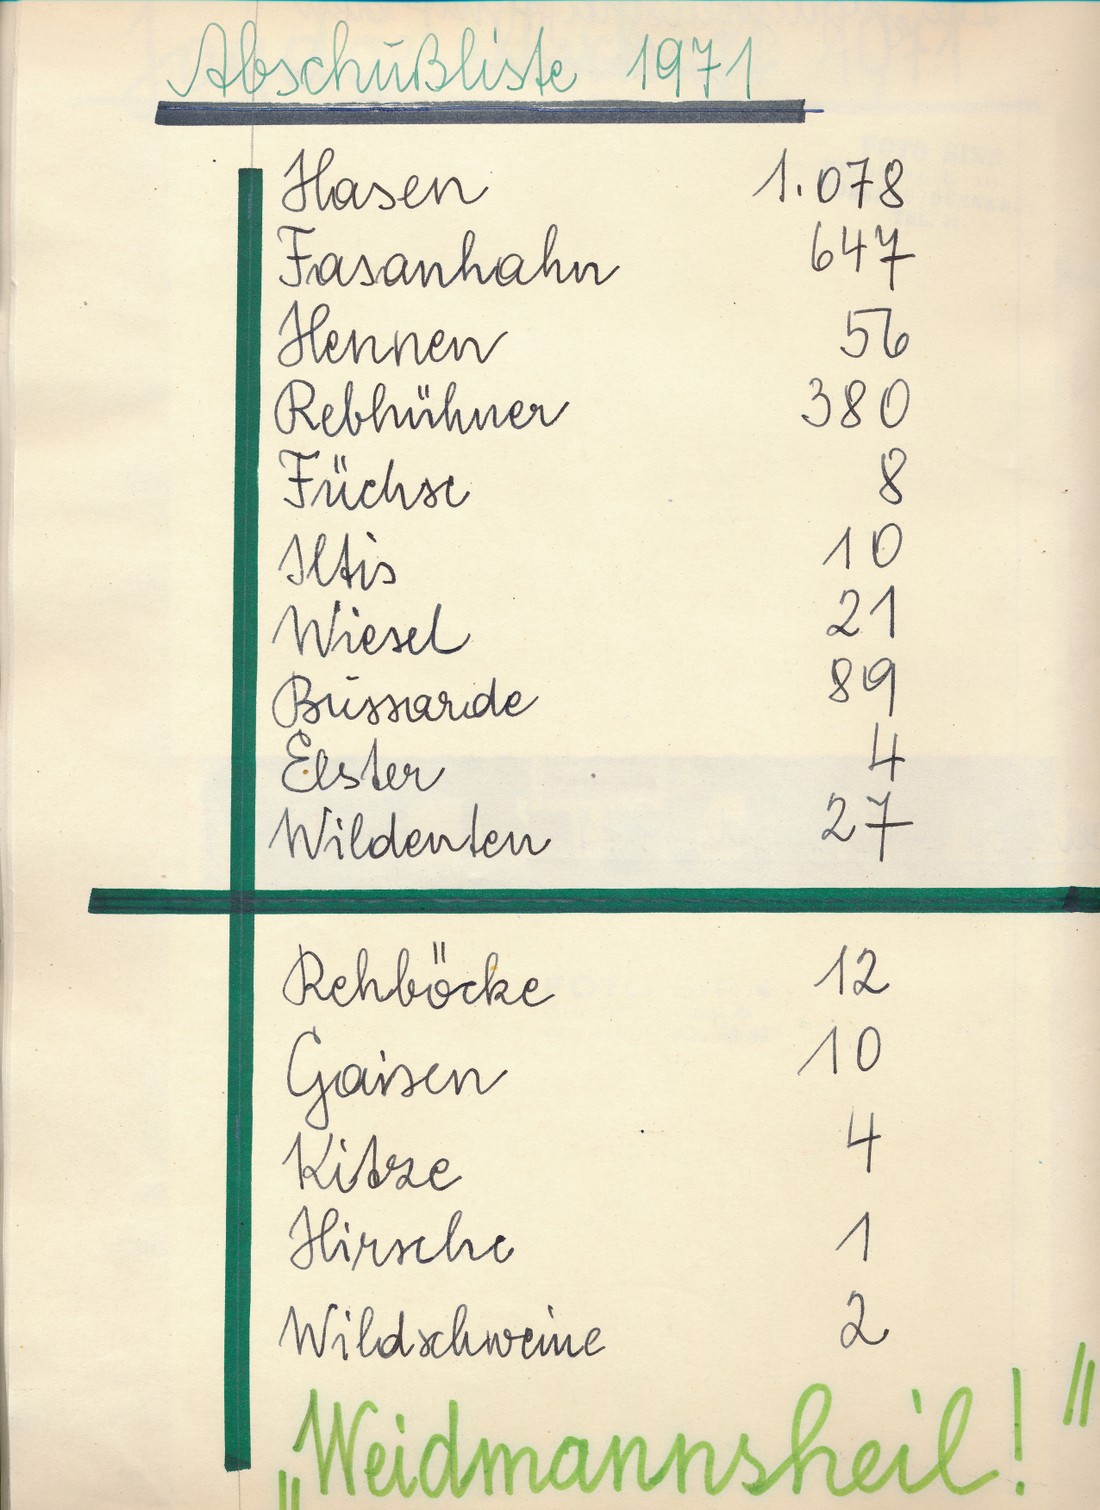 Abschußliste 1971
Hasen 1.078
Fasanhahn 647
Hennen 56
Rebhühner 380
Füchse 8
Iltis 10
Wiesel 21
Bussarde 89
Elster 4
Wildenten 27
Rehböcke 12
Gaisen 10
Kitze 4
Hirsche 1
Wildschweine 2
„Weidmannsheil!"